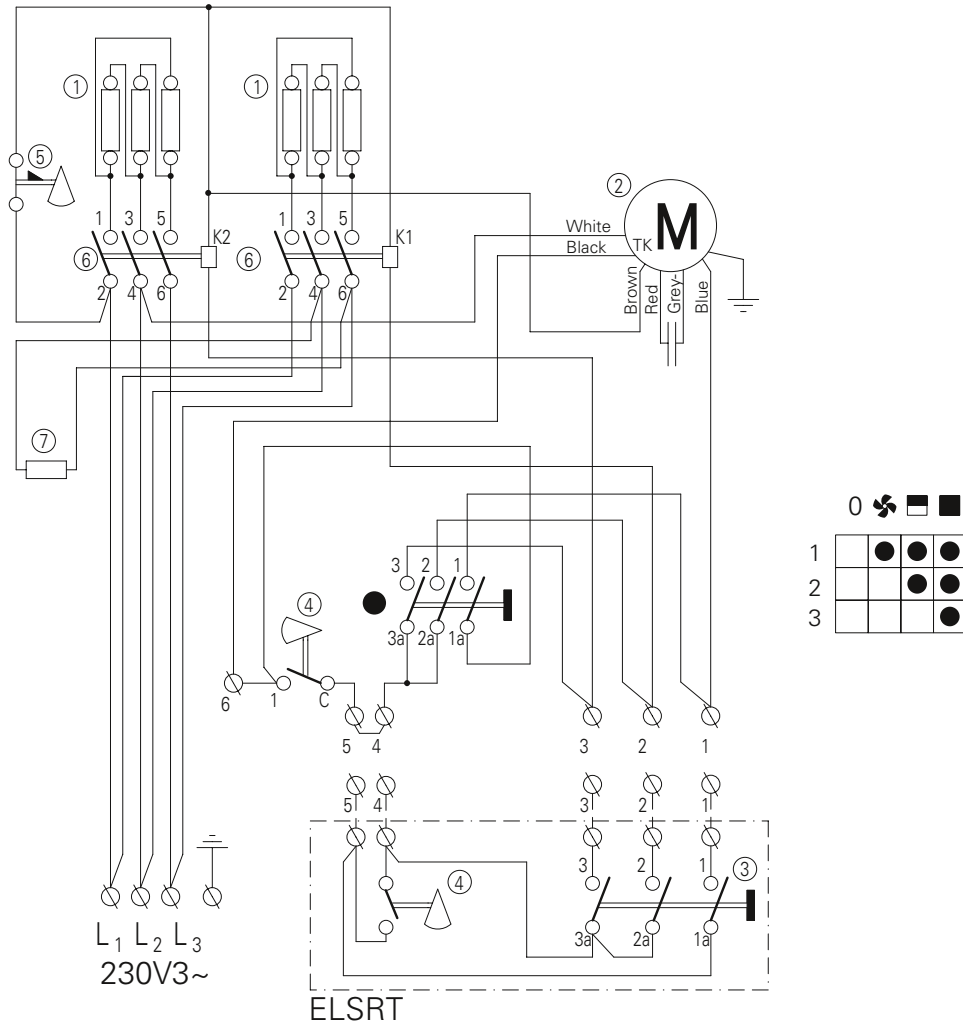 1 1
5
2
1 3 5 K2 1 3 5 K1
White
Black
TK M
6 6
2 4 6 2 4 6
Brown
Red
Grey-
Blue
7
0
1
2
3
3 2 1
4
3a 2a 1a
6 1 C
5 4 3 2 1
5 4 3 2 1
3 2 1 3
4
3a 2a 1a
L1 L2 L3
230V3~
ELSRT